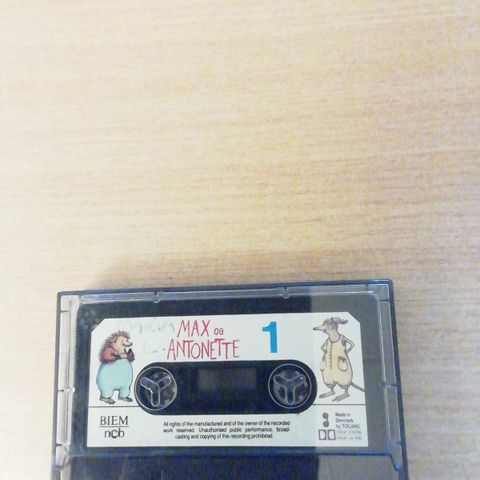 MAX OG
ANTONETTE
1
BIEM
ncb
All rights of the manufactured and of the owner of the recorded
work reserved. Unauthorised public performance, broad-
casting and copying of this recording prohibited.
Made in
Denmark
by TOCANO